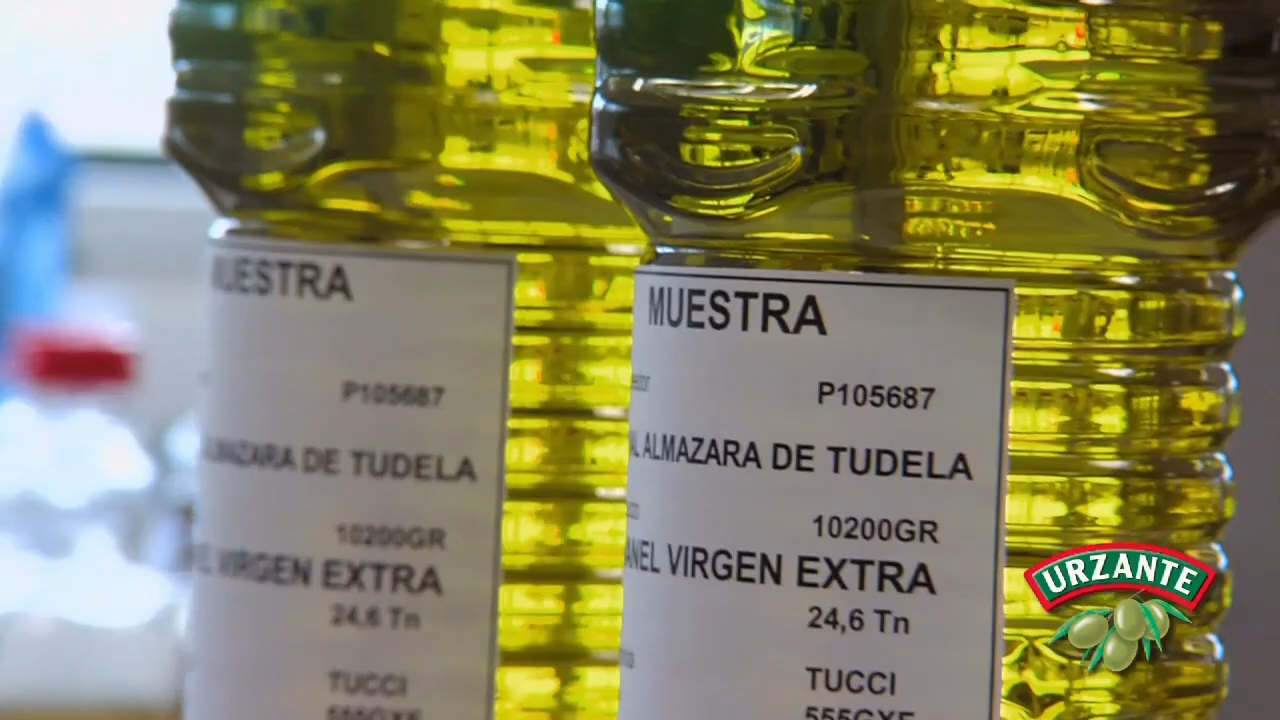 MUESTRA
P105687
ALMAZARA DE TUDELA
10200GR
VIRGEN EXTRA
24,6 Tn
TUCCI
MUESTRA
P105687
AL ALMAZARA DE TUDELA
10200GR
ANEL VIRGEN EXTRA
24,6 Tn
TUCCI
URZANTE